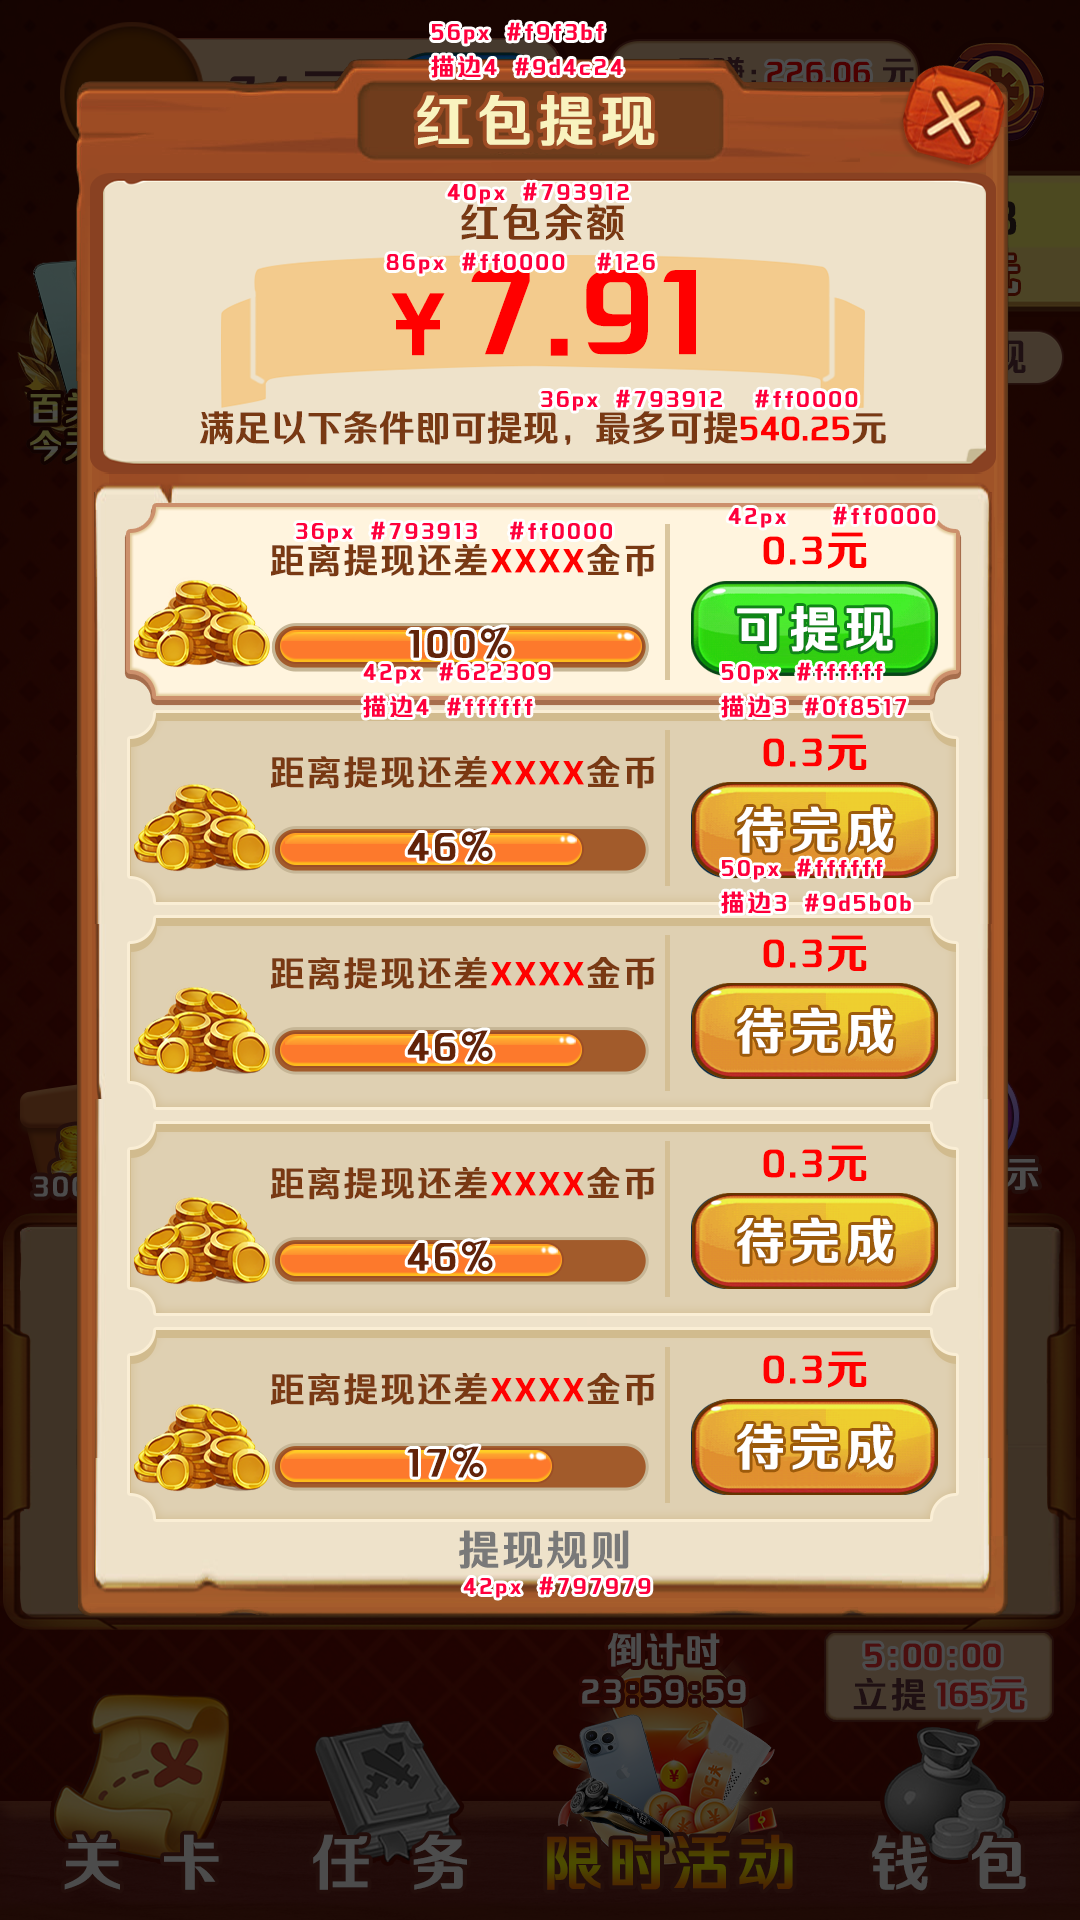 56px #f9f3bf
描边4 #9d4c24
226.06 元
红包提现
40px #793912
红包余额
86px #ff0000 #126
¥7.91
36px #793912 #ff0000
满足以下条件即可提现，最多可提540.25元
百
今天
现
42px #ff0000
36px #793913 #ff0000
0.3元
距离提现还差XXXX金币
可提现
100%
42px #622309
50px #ffffff
描边4 #ffffff
描边3 #0f8517
0.3元
距离提现还差XXXX金币
待完成
46%
50px #ffffff
描边3 #9d5b0b
0.3元
距离提现还差XXXX金币
待完成
46%
0.3元
距离提现还差XXXX金币
300
示
待完成
46%
0.3元
距离提现还差XXXX金币
待完成
17%
提现规则
42px #797979
倒计时
23:59:59
5:00:00
立提 165元
关卡
任务
限时活动
钱包